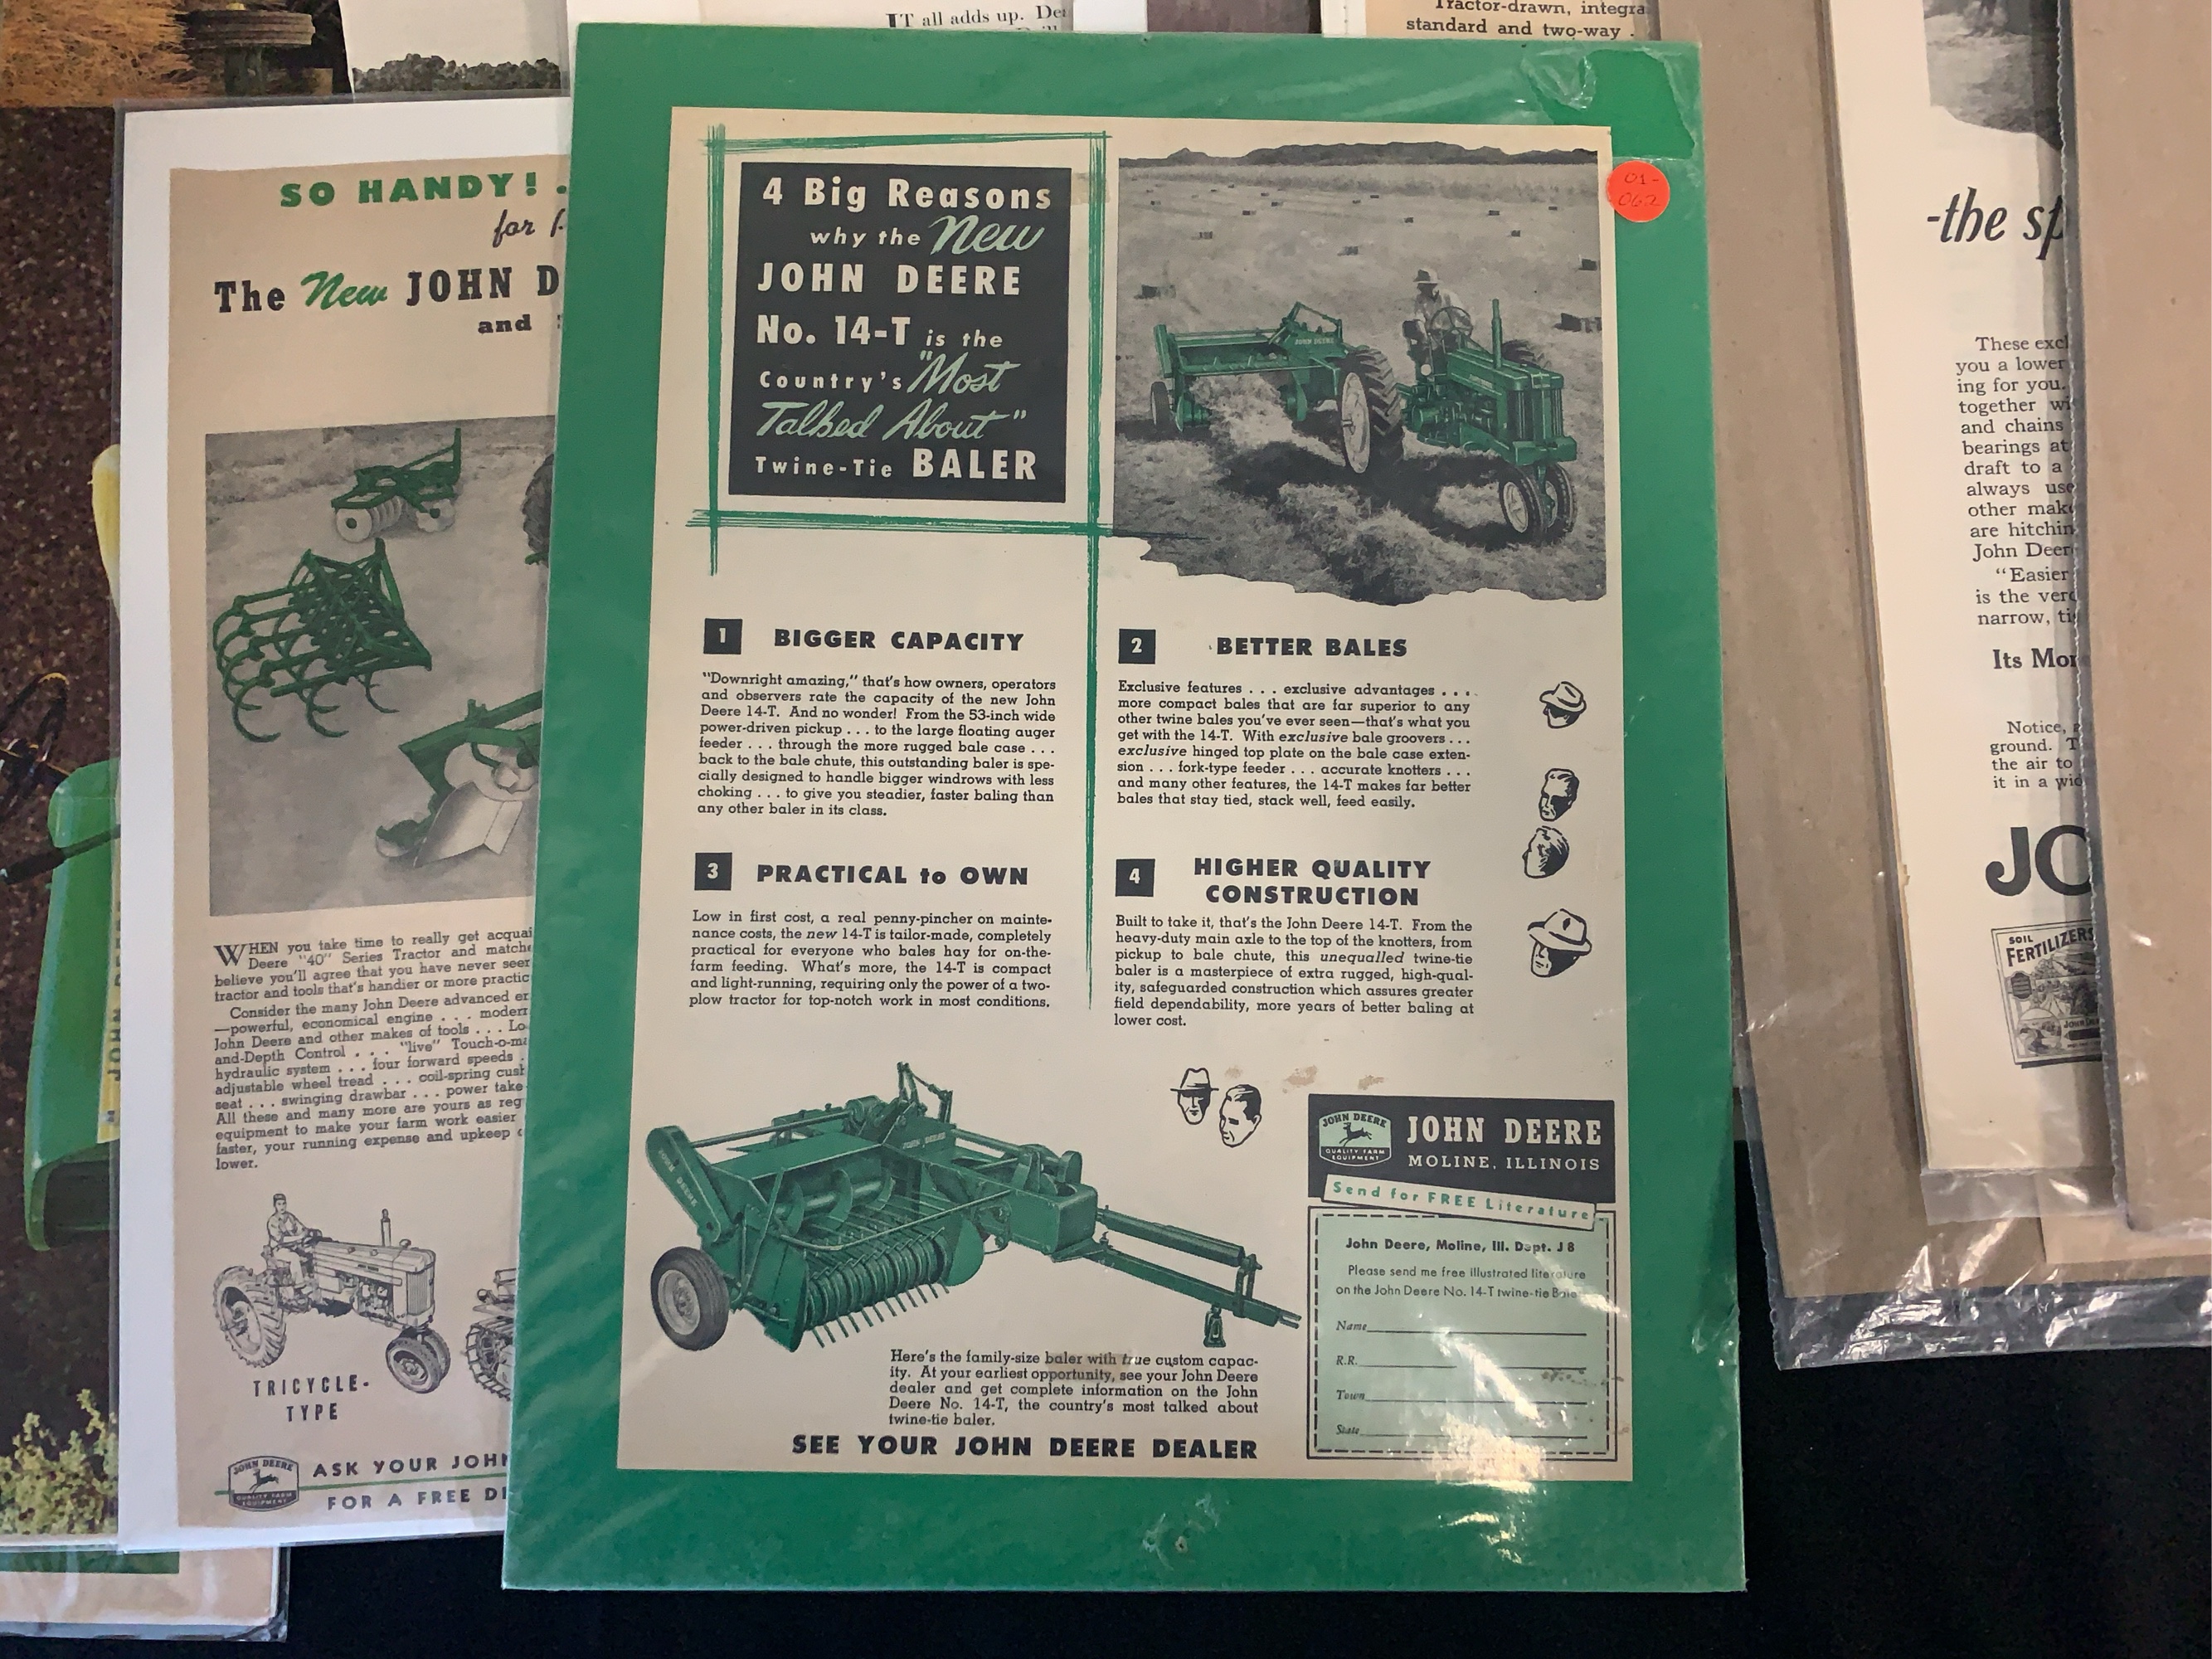 IT all adds up.
Tractor-drawn,
standard and two-way .
SO HANDY! .
for
The New JOHN
and
WHEN you take time to really get
Deere "40" Series Tractor and
believe you'll agree that you have never
tractor and tools that's handier or more
Consider the many John Deere advanced
—powerful, economical engine . . .
John Deere and other makes of tools . . .
and-Depth Control . . . "live"
hydraulic system . . . four forward speeds .
adjustable wheel tread . . . coil-spring
seat . . . swinging drawbar . . . power take
All these and many more are yours as
equipment to make your farm work easier
faster, your running expense and upkeep
lower.
TRICYCLE-
TYPE
JOHN DEERE
QUALITY FARM
EQUIPMENT
ASK YOUR
FOR A FREE
4 Big Reasons
why the New
JOHN DEERE
No. 14-T is the
Country's "Most
Talked About"
Twine-Tie BALER
01-
062
JOHN DEERE
1 BIGGER CAPACITY
"Downright amazing," that's how owners, operators
and observers rate the capacity of the new John
Deere 14-T. And no wonder! From the 53-inch wide
power-driven pickup . . . to the large floating auger
feeder . . . through the more rugged bale case . . .
back to the bale chute, this outstanding baler is spe-
cially designed to handle bigger windrows with less
choking . . . to give you steadier, faster baling than
any other baler in its class.
2 BETTER BALES
Exclusive features . . . exclusive advantages . . .
more compact bales that are far superior to any
other twine bales you've ever seen—that's what you
get with the 14-T. With exclusive bale groovers . . .
exclusive hinged top plate on the bale case exten-
sion . . . fork-type feeder . . . accurate knotters . . .
and many other features, the 14-T makes far better
bales that stay tied, stack well, feed easily.
3 PRACTICAL to OWN
Low in first cost, a real penny-pincher on mainte-
nance costs, the new 14-T is tailor-made, completely
practical for everyone who bales hay for on-the-
farm feeding. What's more, the 14-T is compact
and light-running, requiring only the power of a two-
plow tractor for top-notch work in most conditions.
4 HIGHER QUALITY
CONSTRUCTION
Built to take it, that's the John Deere 14-T. From the
heavy-duty main axle to the top of the knotters, from
pickup to bale chute, this unequalled twine-tie
baler is a masterpiece of extra rugged, high-qual-
ity, safeguarded construction which assures greater
field dependability, more years of better baling at
lower cost.
JOHN DEERE
JOHN DEERE
Here's the family-size baler with true custom capac-
ity. At your earliest opportunity, see your John Deere
dealer and get complete information on the John
Deere No. 14-T, the country's most talked about
twine-tie baler.
SEE YOUR JOHN DEERE DEALER
JOHN DEERE
QUALITY FARM
EQUIPMENT
JOHN DEERE
MOLINE, ILLINOIS
Send for FREE Literature
John Deere, Moline, Ill. Dept. J 8
Please send me free illustrated literature
on the John Deere No. 14-T twine-tie
Name
R.R.
Town
State
-the
These
you a lower
ing for you.
together
and chains
bearings at
draft to a
always
other
are
John
"Easier
is the
narrow,
Its
Notice,
ground.
the air to
it in a
SOIL
FERTILIZERS
JOHN DEERE